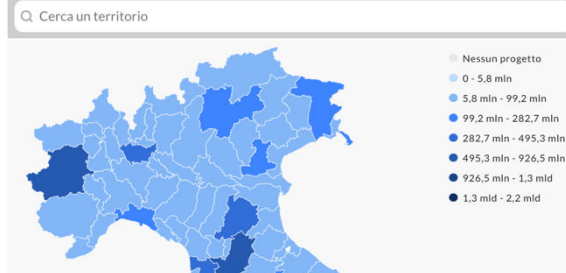 Cerca un territorio
Nessun progetto
0 - 5,8 mln
5,8 mln - 99,2 mln
99,2 mln - 282,7 mln
282,7 mln - 495,3 mln
495,3 mln - 926,5 mln
926,5 mln - 1,3 mld
1,3 mld - 2,2 mld